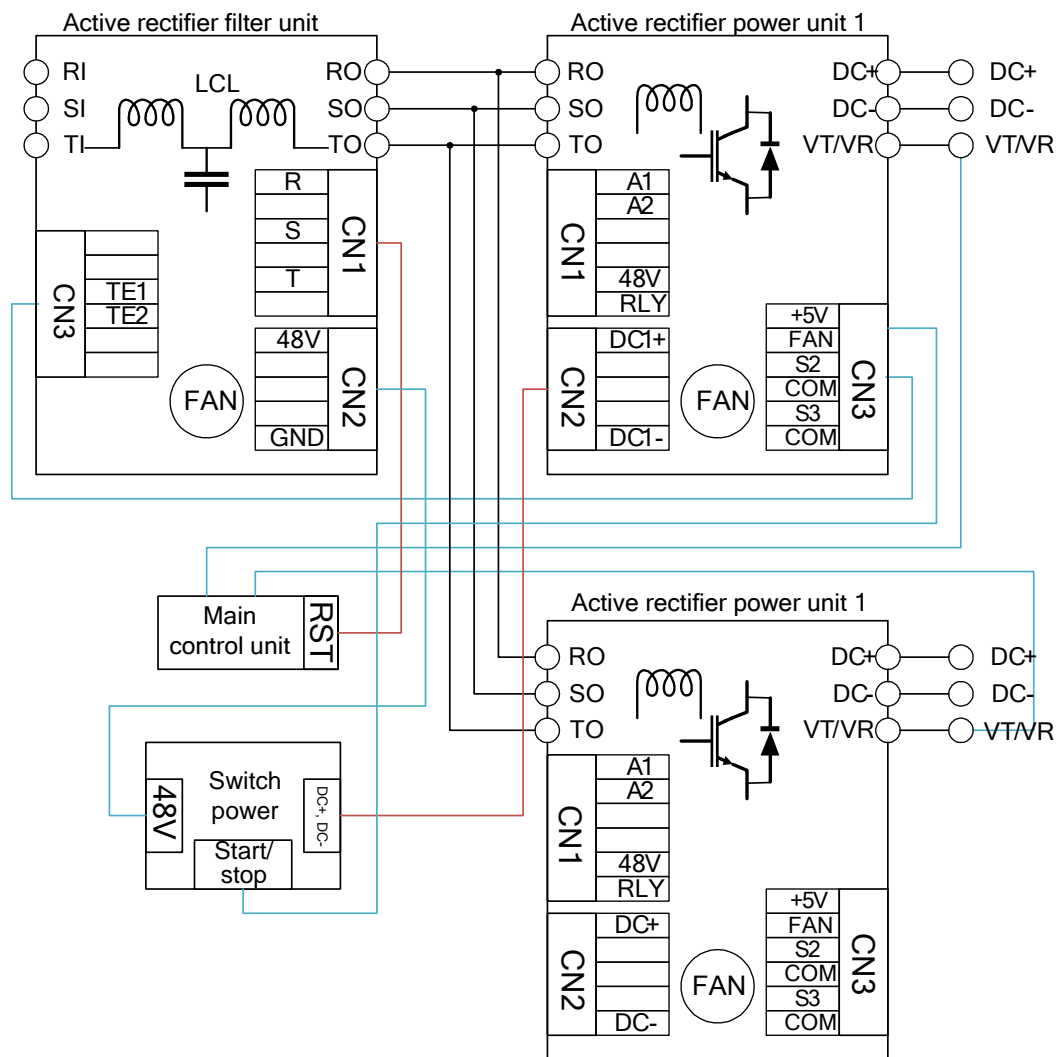 Active rectifier filter unit
RI
SI
TI
LCL
RO
SO
TO
R
S
T
CN1
CN3
TE1
TE2
48V
GND
CN2
FAN
Active rectifier power unit 1
RO
SO
TO
DC+
DC-
VT/VR
DC+
DC-
VT/VR
CN1
A1
A2
48V
RLY
CN2
DC1+
DC1-
FAN
+5V
FAN
S2
COM
S3
COM
CN3
Main
control unit
RST
48V
Switch
power
DC+, DC-
Start/
stop
Active rectifier power unit 1
RO
SO
TO
DC+
DC-
VT/VR
DC+
DC-
VT/VR
CN1
A1
A2
48V
RLY
CN2
DC+
DC-
FAN
+5V
FAN
S2
COM
S3
COM
CN3